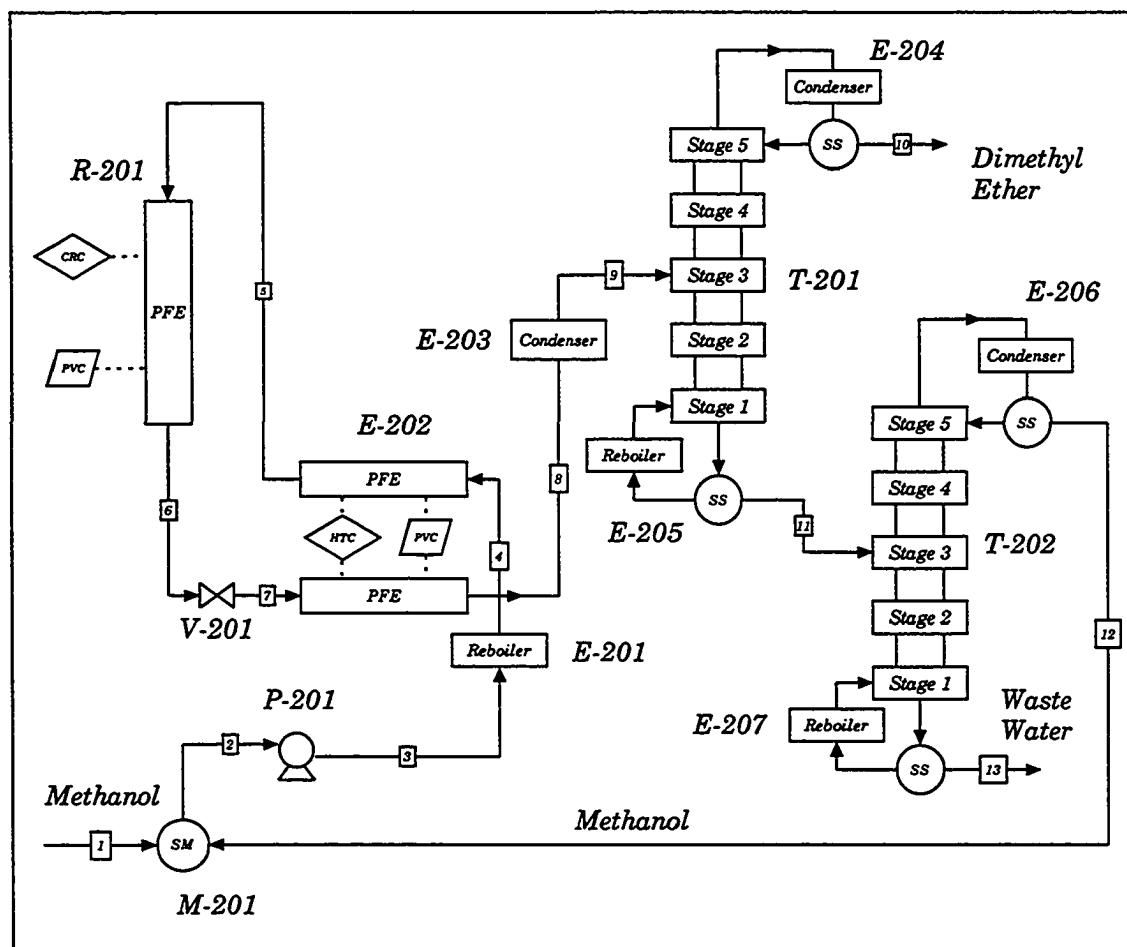 E-204
Condenser
Stage 5
SS
10
Dimethyl
Ether
R-201
Stage 4
CRC
Stage 3
9
T-201
5
PFE
E-203
Condenser
Stage 2
E-206
Condenser
PVC
Stage 1
Stage 5
SS
E-202
Reboiler
PFE
8
SS
Stage 4
6
HTC
PVC
4
E-205
11
Stage 3
T-202
7
PFE
V-201
Stage 2
12
Reboiler
E-201
Stage 1
P-201
E-207
Reboiler
Waste
Water
2
3
SS
13
Methanol
Methanol
1
SM
M-201